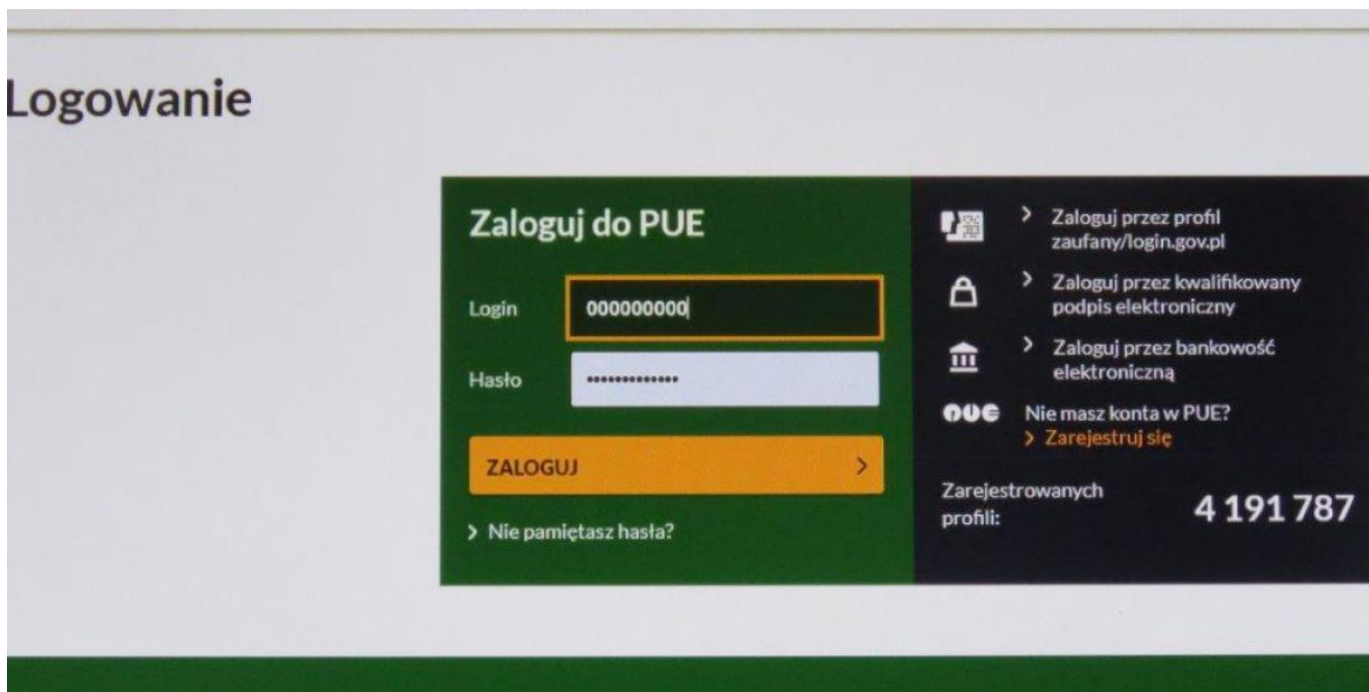 Logowanie
Zaloguj do PUE
Login
000000000
Hasło
•••••••••••••
ZALOGUJ
Nie pamiętasz hasła?
Zaloguj przez profil
zaufany/login.gov.pl
Zaloguj przez kwalifikowany
podpis elektroniczny
Zaloguj przez bankowość
elektroniczną
PUE Nie masz konta w PUE?
Zarejestruj się
Zarejestrowanych
profili:
4 191 787